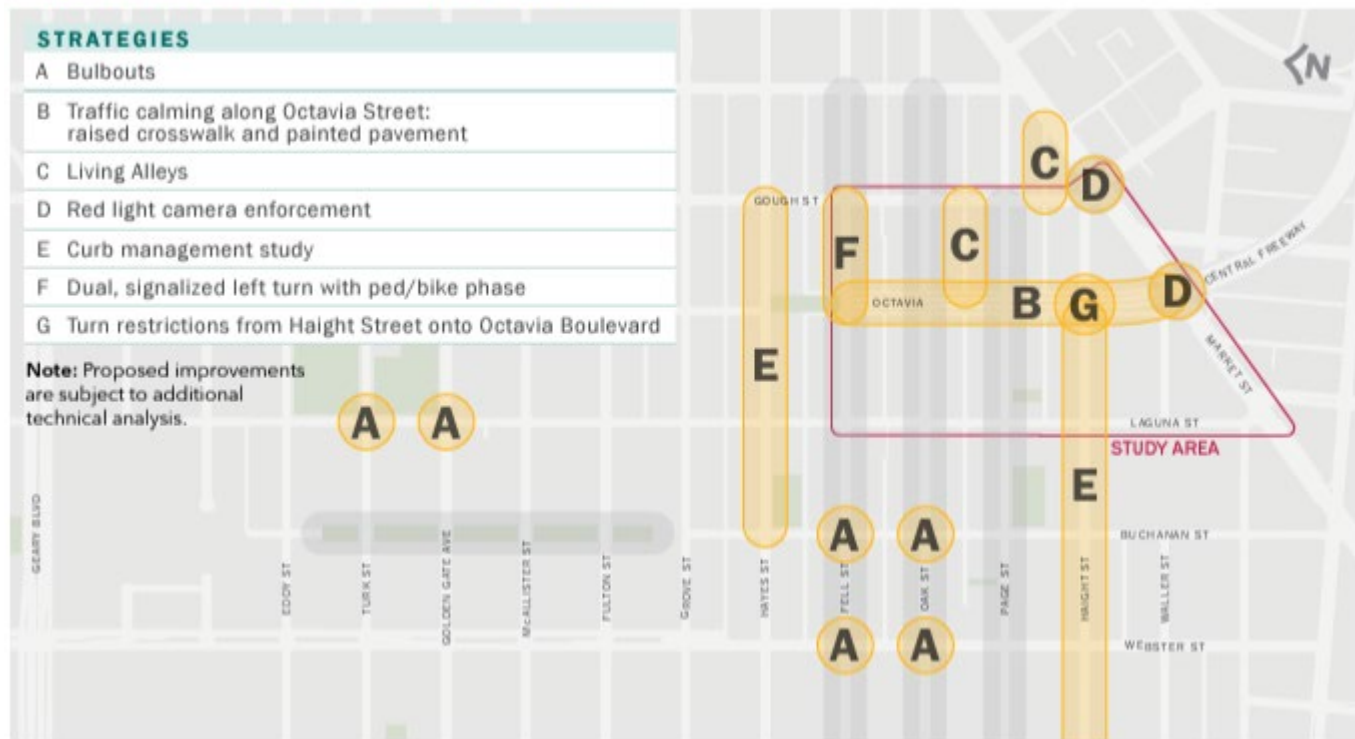 STRATEGIES
A Bulbouts
B Traffic calming along Octavia Street:
raised crosswalk and painted pavement
C Living Alleys
D Red light camera enforcement
E Curb management study
F Dual, signalized left turn with ped/bike phase
G Turn restrictions from Haight Street onto Octavia Boulevard
Note: Proposed improvements
are subject to additional
technical analysis.
N
C
D
GOUGH ST
F
C
CENTRAL FREEWAY
OCTAVIA
B
G
D
E
MARKET ST
A
A
LAGUNA ST
STUDY AREA
E
A
A
BUCHANAN ST
GEARY BLVD
EDDY ST
TURK ST
GOLDEN GATE AVE
McALLISTER ST
FULTON ST
GROVE ST
HAYES ST
FELL ST
OAK ST
PAGE ST
HAIGHT ST
WALLER ST
A
A
WEBSTER ST